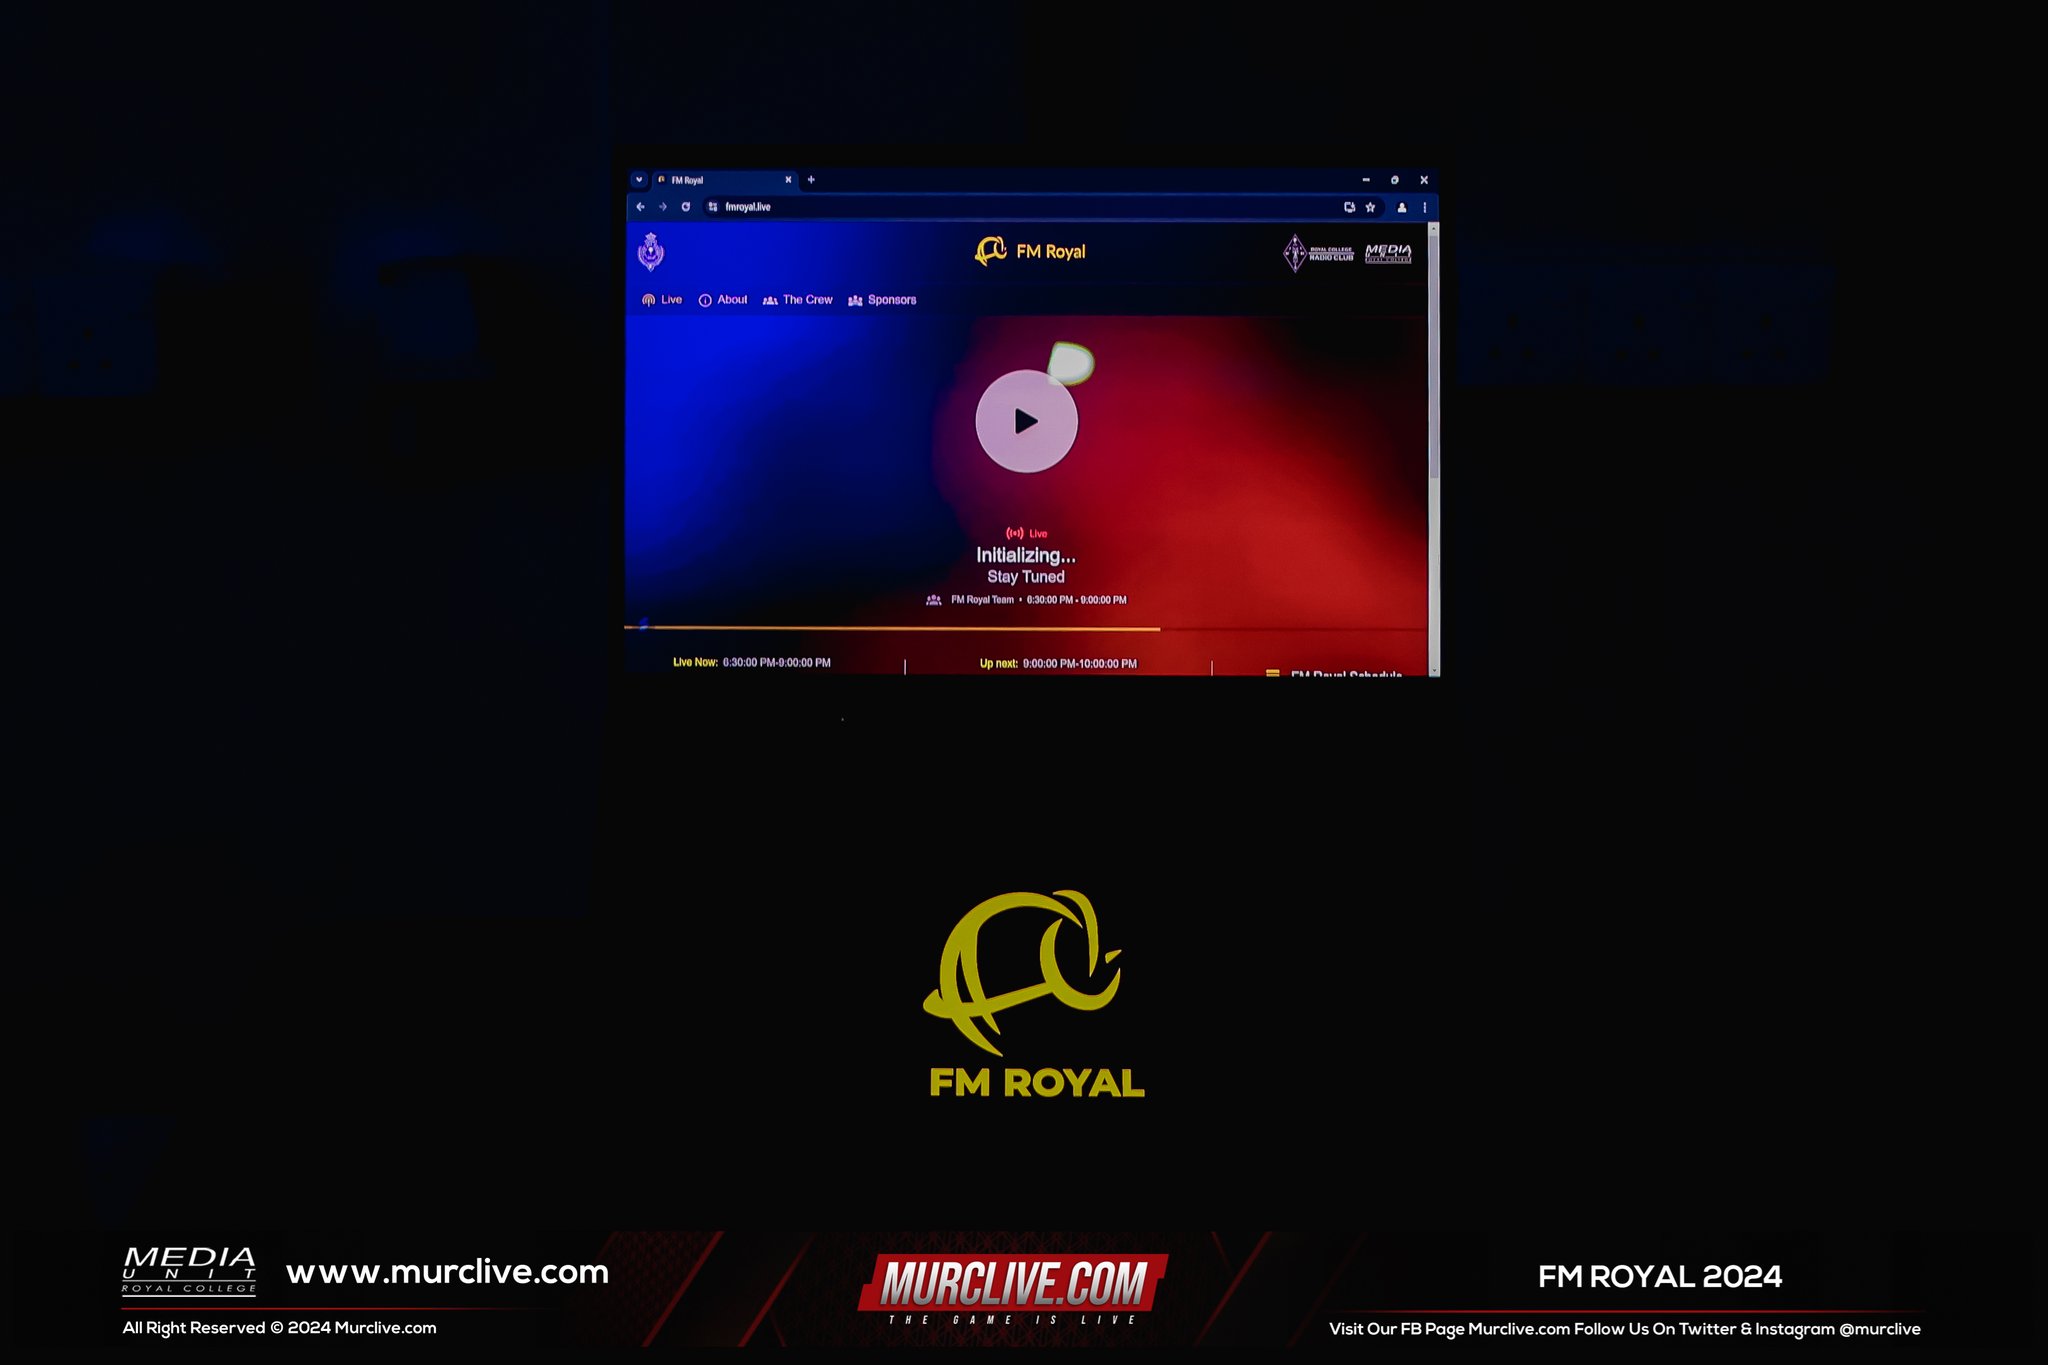 FM Royal
fmroyal.live
FM Royal
ROYAL COLLEGE
RADIO CLUB
MEDIA
UNIT
ROYAL COLLEGE
Live About The Crew Sponsors
Live
Initializing...
Stay Tuned
FM Royal Team • 6:30:00 PM - 9:00:00 PM
Live Now: 6:30:00 PM-9:00:00 PM
Up next: 9:00:00 PM-10:00:00 PM
FM Royal Schedule
FM ROYAL
MEDIA
UNIT
ROYAL COLLEGE
www.murclive.com
All Right Reserved © 2024 Murclive.com
MURCLIVE.COM
THE GAME IS LIVE
FM ROYAL 2024
Visit Our FB Page Murclive.com Follow Us On Twitter & Instagram @murclive